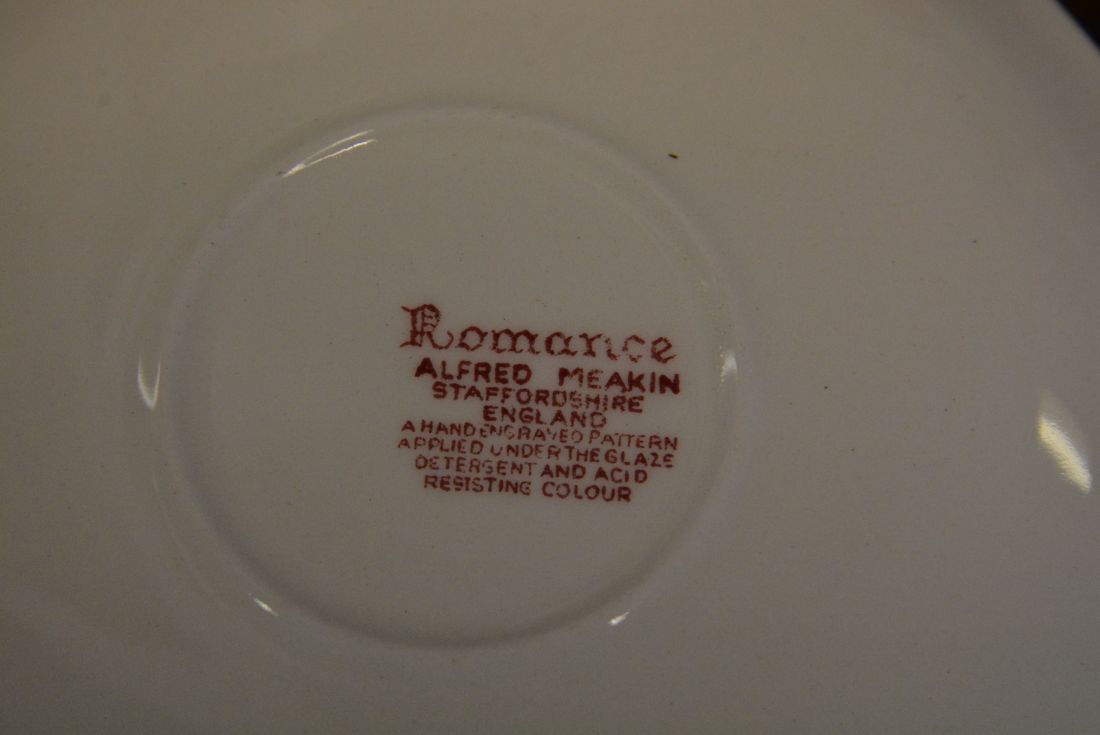 Romance
ALFRED MEAKIN
STAFFORDSHIRE
ENGLAND
A HAND ENGRAVED PATTERN
APPLIED UNDER THE GLAZE
DETERGENT AND ACID
RESISTING COLOUR